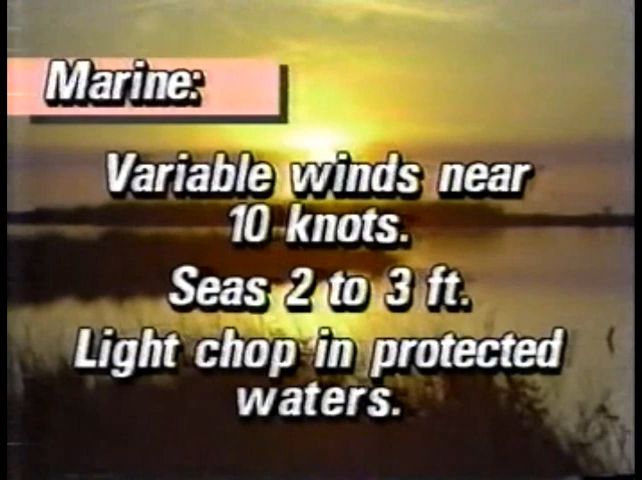 Marine:
Variable winds near
10 knots.
Seas 2 to 3 ft.
Light chop in protected
waters.